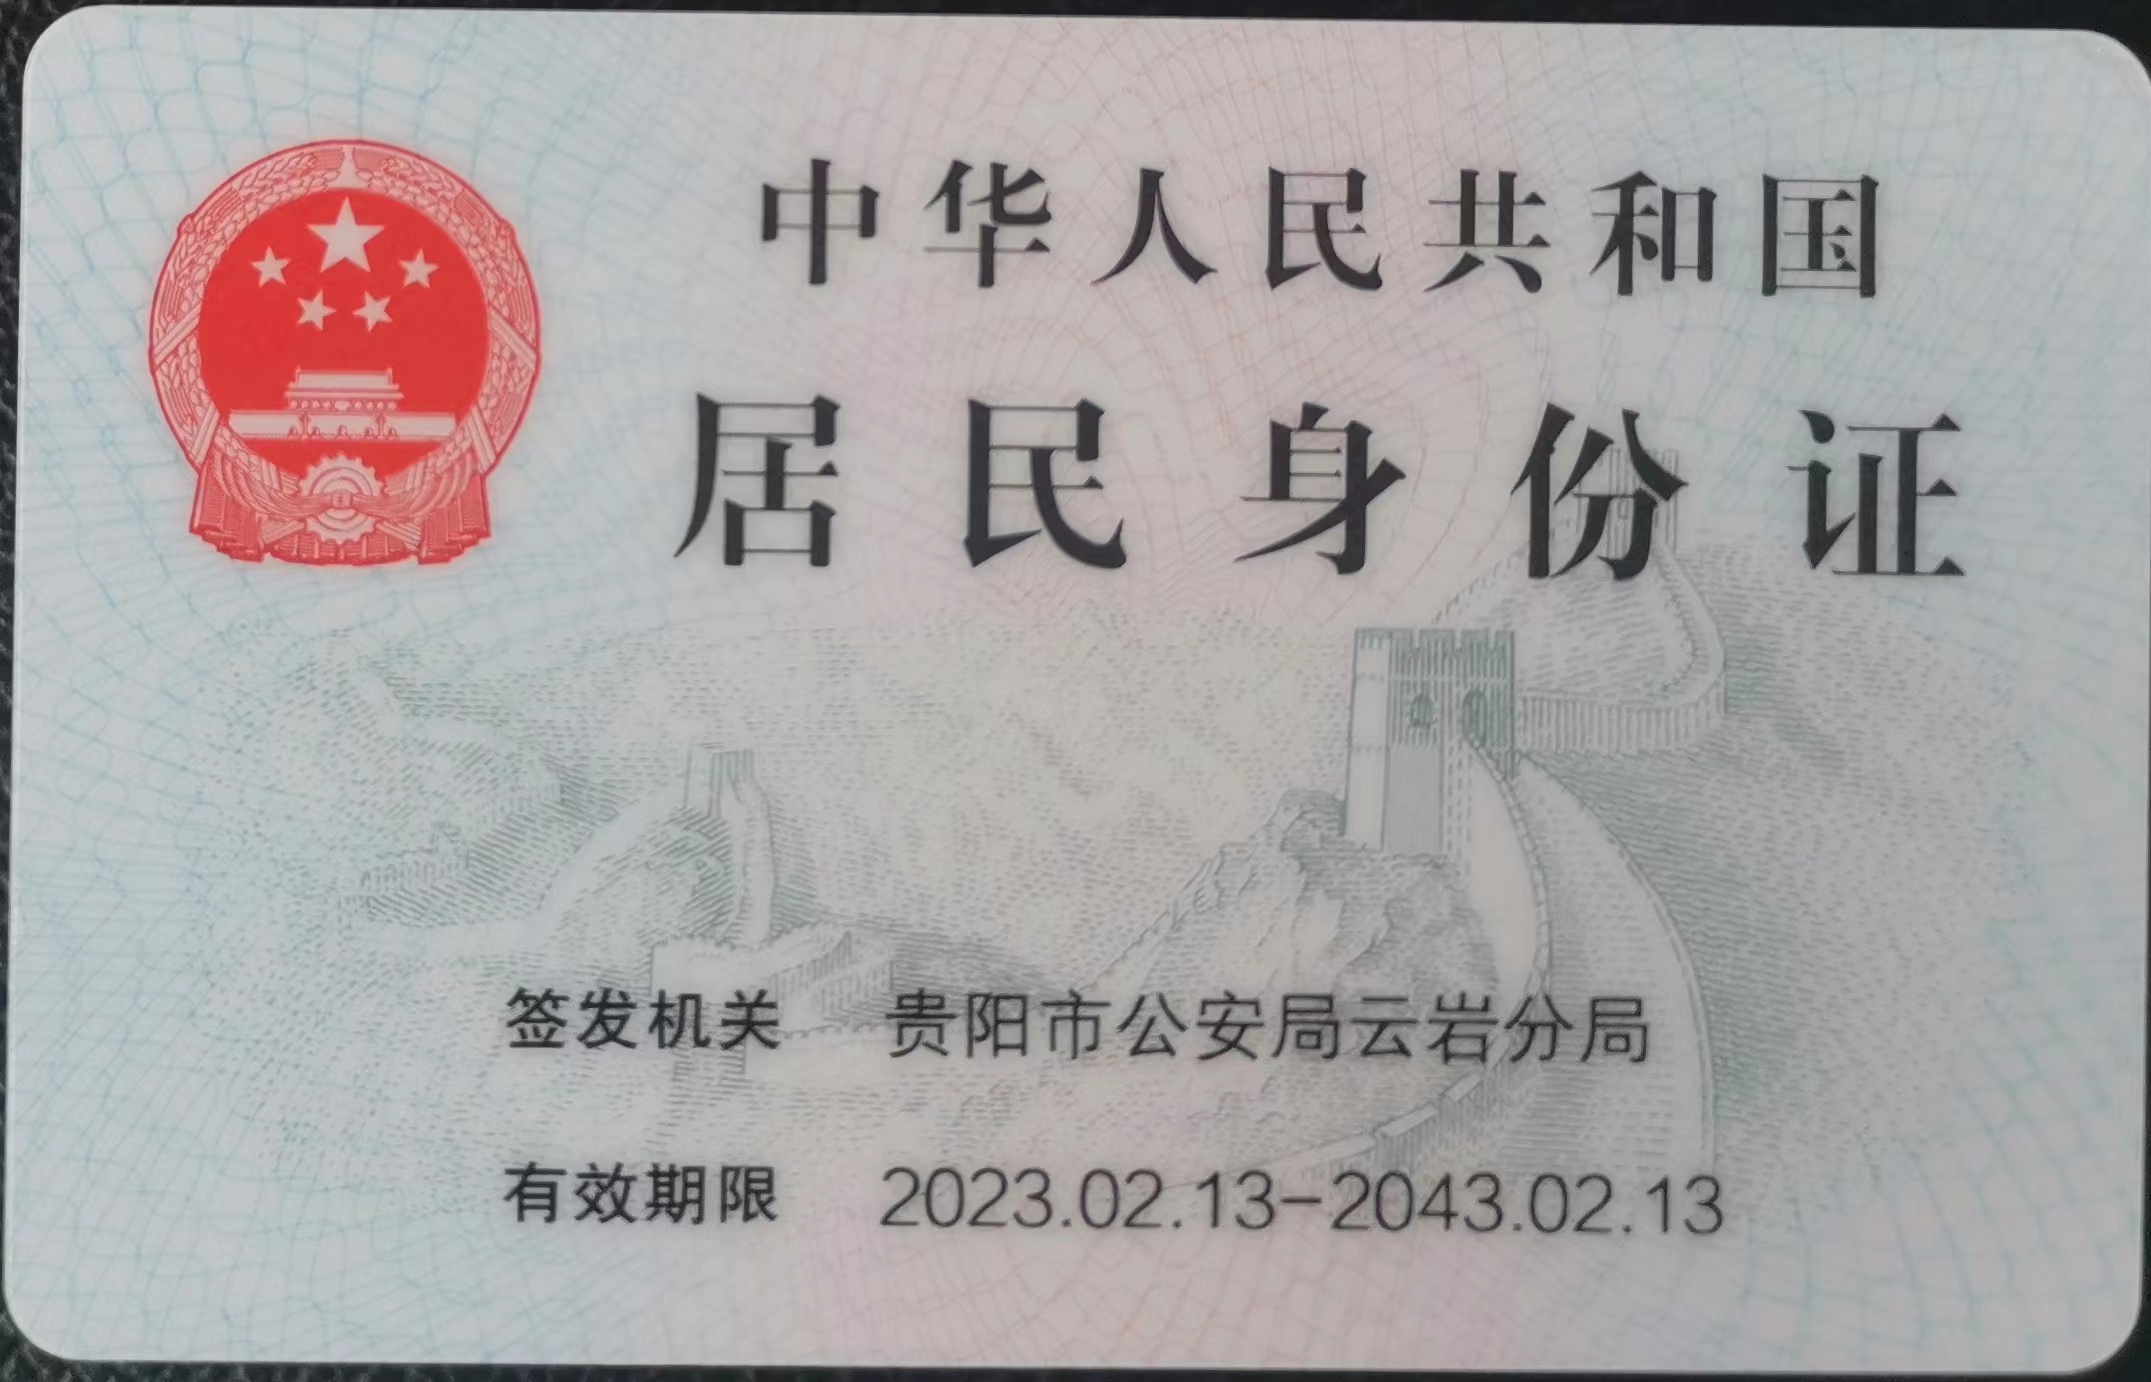 中华人民共和国
居民身份证
签发机关 贵阳市公安局云岩分局
有效期限 2023.02.13-2043.02.13